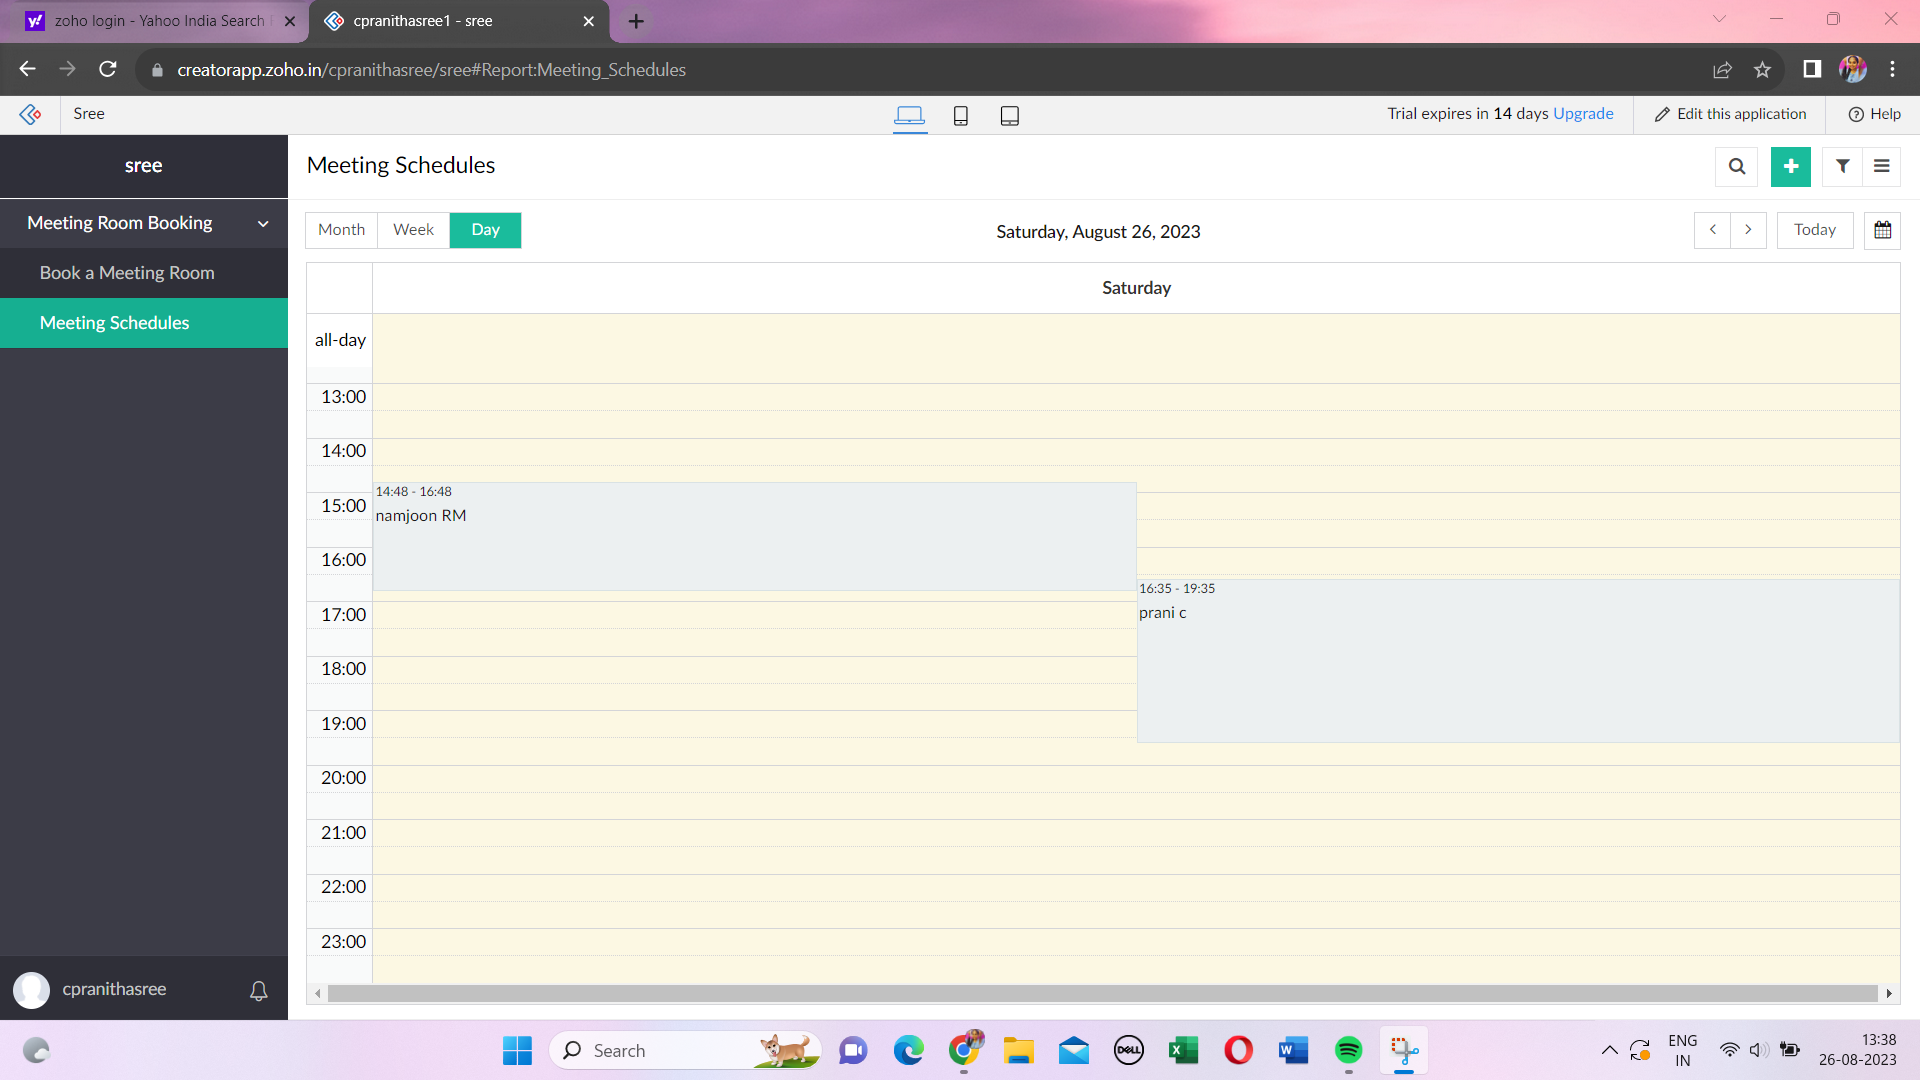 zoho login - Yahoo India Search
cpranithasree1 - sree
creatorapp.zoho.in/cpranithasree/sree#Report:Meeting_Schedules
Sree
Trial expires in 14 days Upgrade
Edit this application
Help
sree
Meeting Schedules
Meeting Room Booking
Month
Week
Day
Saturday, August 26, 2023
Today
Book a Meeting Room
Meeting Schedules
Saturday
all-day
13:00
14:00
14:48 - 16:48
15:00
namjoon RM
16:00
16:35 - 19:35
17:00
prani c
18:00
19:00
20:00
21:00
22:00
23:00
cpranithasree
Search
DELL
ENG
IN
13:38
26-08-2023